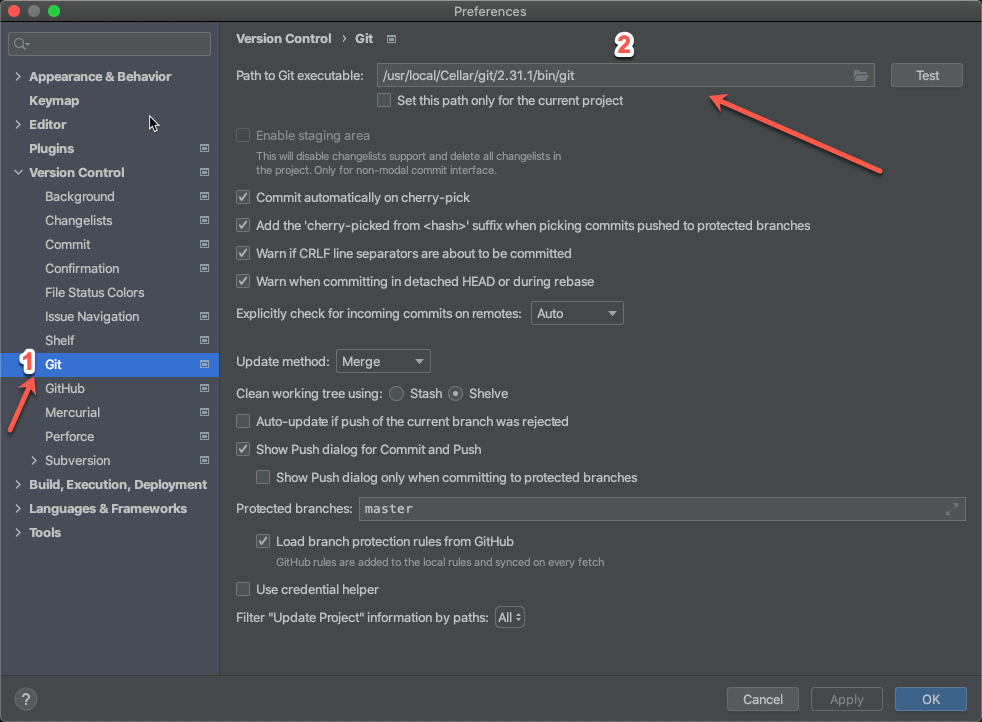 Preferences
Appearance & Behavior
Keymap
Editor
Plugins
Version Control
Background
Changelists
Commit
Confirmation
File Status Colors
Issue Navigation
Shelf
1
Git
GitHub
Mercurial
Perforce
Subversion
Build, Execution, Deployment
Languages & Frameworks
Tools
?
Version Control › Git
2
Path to Git executable: /usr/local/Cellar/git/2.31.1/bin/git Test
Set this path only for the current project
Enable staging area
This will disable changelists support and delete all changelists in
the project. Only for non-modal commit interface.
Commit automatically on cherry-pick
Add the 'cherry-picked from <hash>' suffix when picking commits pushed to protected branches
Warn if CRLF line separators are about to be committed
Warn when committing in detached HEAD or during rebase
Explicitly check for incoming commits on remotes: Auto
Update method: Merge
Clean working tree using: Stash Shelve
Auto-update if push of the current branch was rejected
Show Push dialog for Commit and Push
Show Push dialog only when committing to protected branches
Protected branches: master
Load branch protection rules from GitHub
GitHub rules are added to the local rules and synced on every fetch
Use credential helper
Filter "Update Project" information by paths: All
Cancel Apply OK